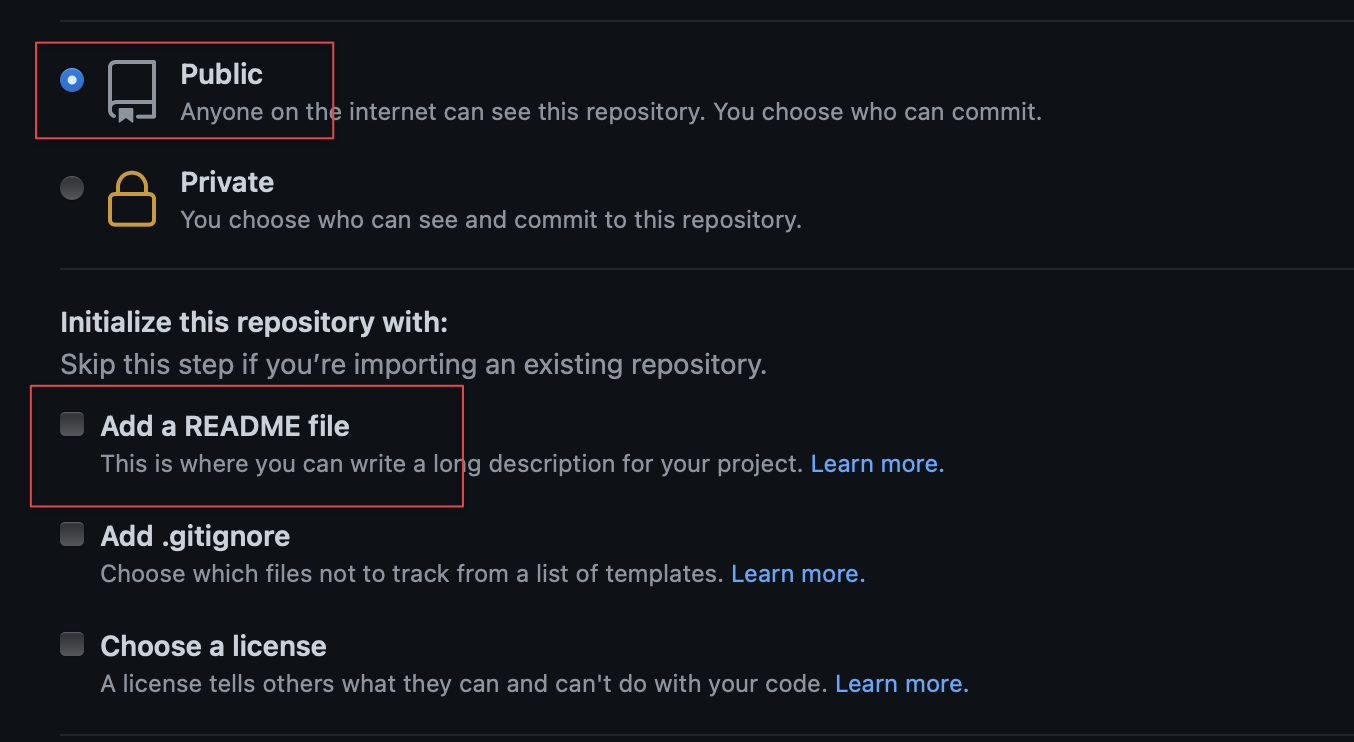 Public
Anyone on the internet can see this repository. You choose who can commit.
Private
You choose who can see and commit to this repository.
Initialize this repository with:
Skip this step if you’re importing an existing repository.
Add a README file
This is where you can write a long description for your project. Learn more.
Add .gitignore
Choose which files not to track from a list of templates. Learn more.
Choose a license
A license tells others what they can and can't do with your code. Learn more.